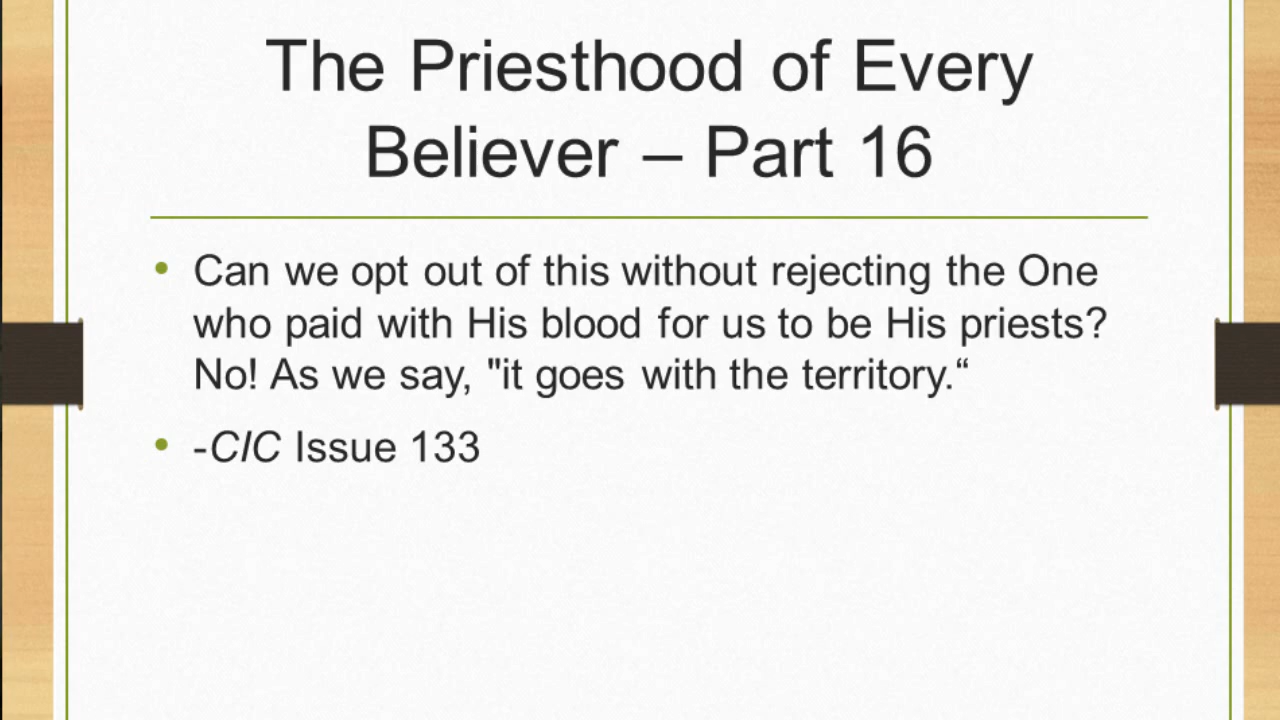 The Priesthood of Every
Believer – Part 16
• Can we opt out of this without rejecting the One
who paid with His blood for us to be His priests?
No! As we say, "it goes with the territory.“
• -CIC Issue 133